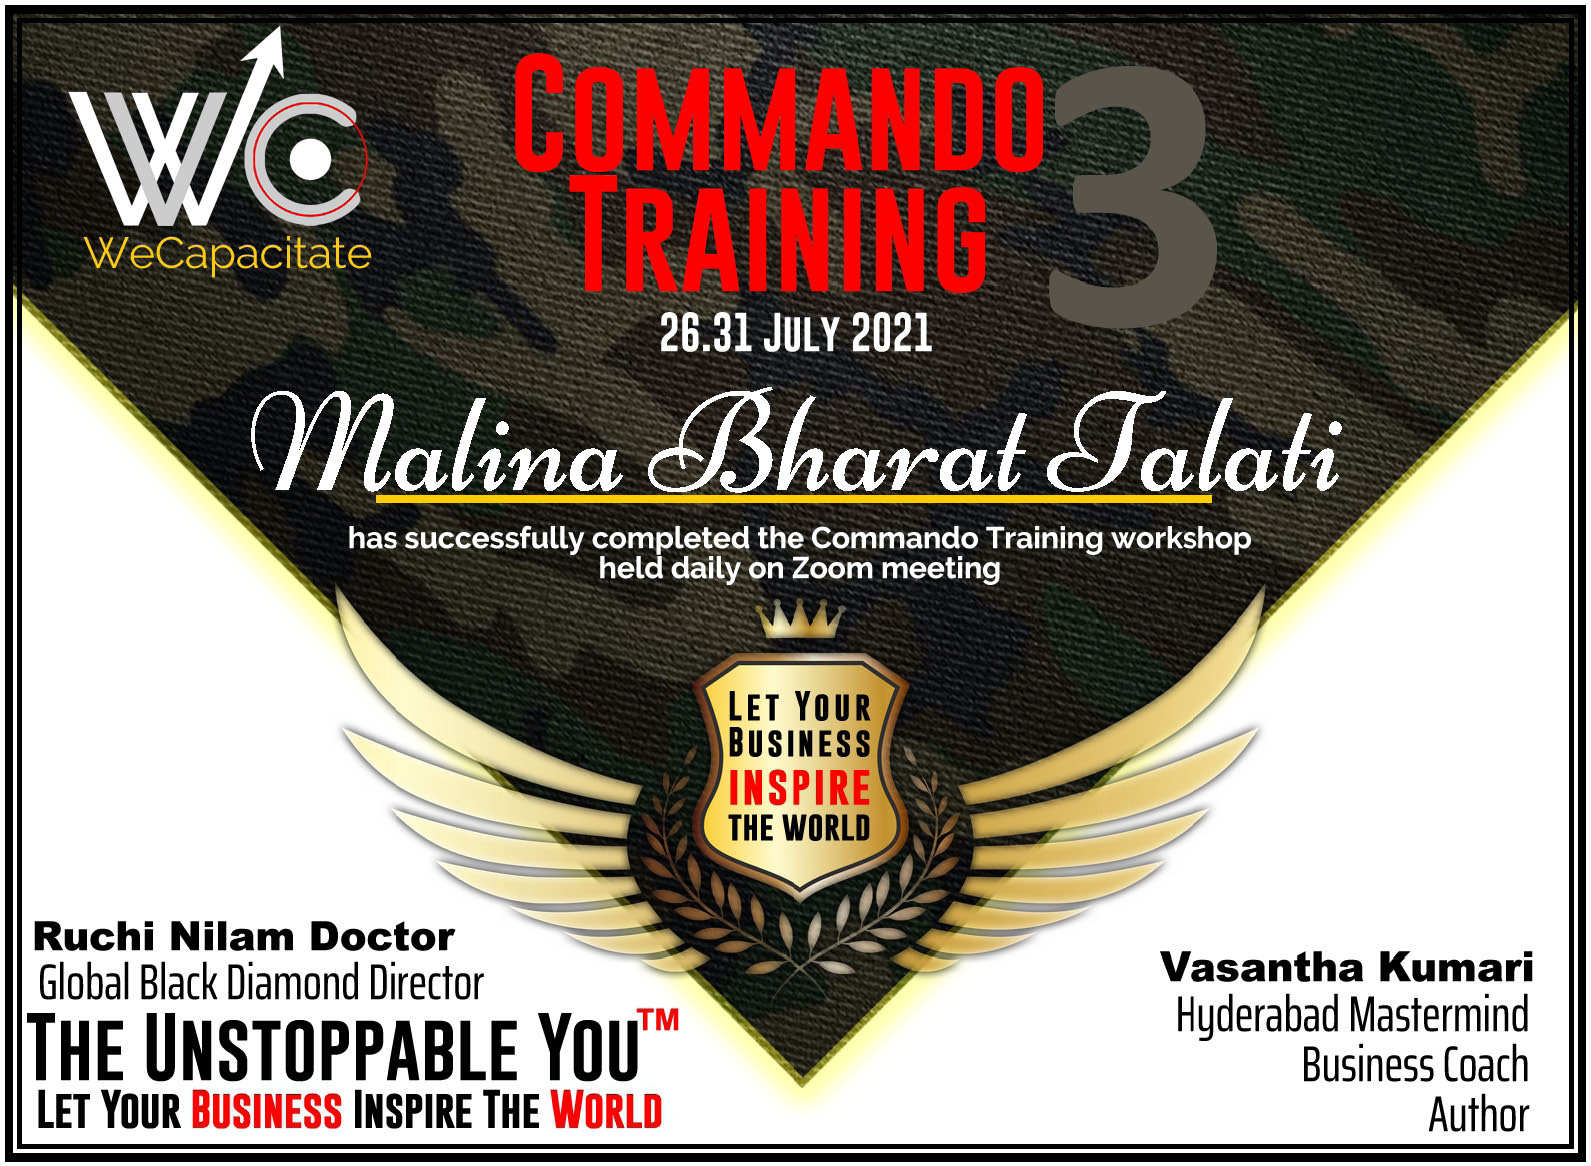 WC
WeCapacitate
COMMANDO
TRAINING
3
26.31 JULY 2021
Malina Bharat Talati
has successfully completed the Commando Training workshop
held daily on Zoom meeting
LET YOUR
BUSINESS
INSPIRE
THE WORLD
Ruchi Nilam Doctor
Global Black Diamond Director
THE UNSTOPPABLE YOU™
LET YOUR BUSINESS INSPIRE THE WORLD
Vasantha Kumari
Hyderabad Mastermind
Business Coach
Author